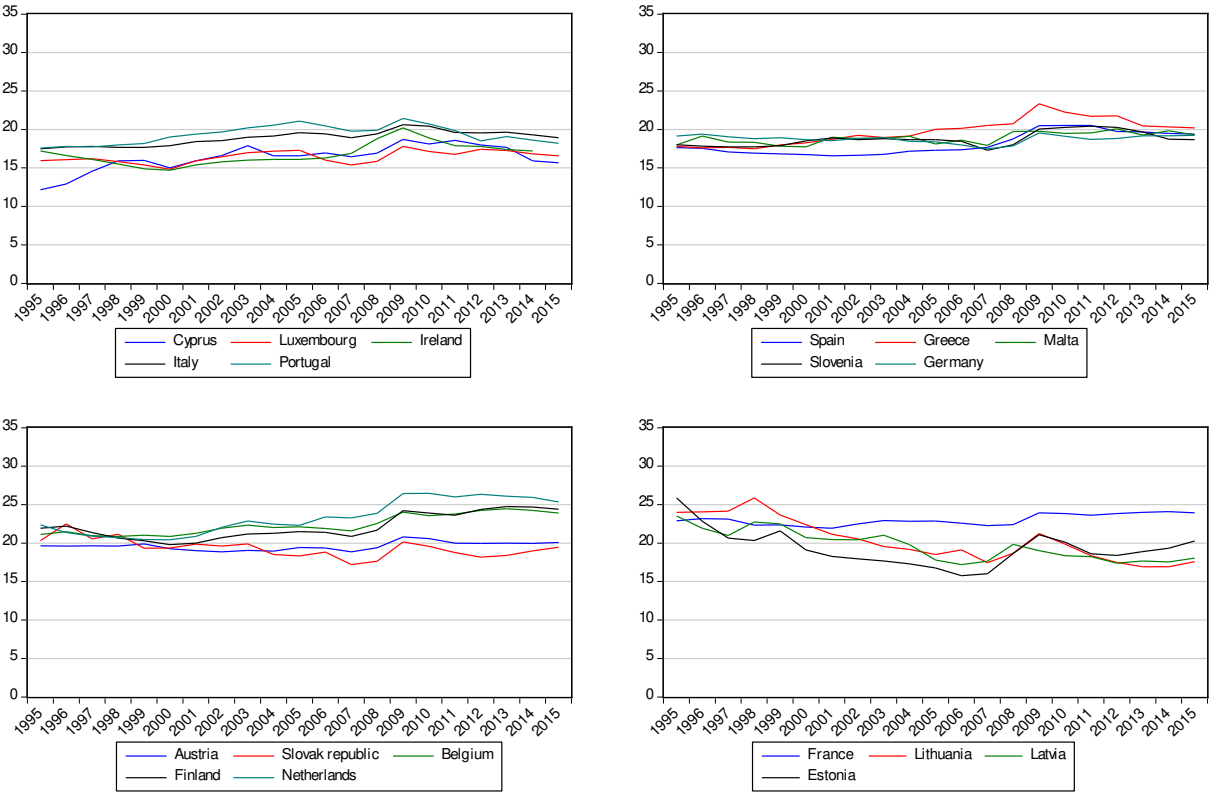 35
30
25
20
15
10
5
0
1995 1996 1997 1998 1999 2000 2001 2002 2003 2004 2005 2006 2007 2008 2009 2010 2011 2012 2013 2014 2015
Cyprus Luxembourg Ireland
Italy Portugal
35
30
25
20
15
10
5
0
1995 1996 1997 1998 1999 2000 2001 2002 2003 2004 2005 2006 2007 2008 2009 2010 2011 2012 2013 2014 2015
Spain Greece Malta
Slovenia Germany
35
30
25
20
15
10
5
0
1995 1996 1997 1998 1999 2000 2001 2002 2003 2004 2005 2006 2007 2008 2009 2010 2011 2012 2013 2014 2015
Austria Slovak republic Belgium
Finland Netherlands
35
30
25
20
15
10
5
0
1995 1996 1997 1998 1999 2000 2001 2002 2003 2004 2005 2006 2007 2008 2009 2010 2011 2012 2013 2014 2015
France Lithuania Latvia
Estonia